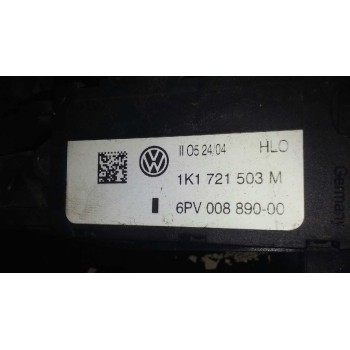 II 05 24/04 HLO
1K1 721 503 M
6PV 008 890-00
Germany